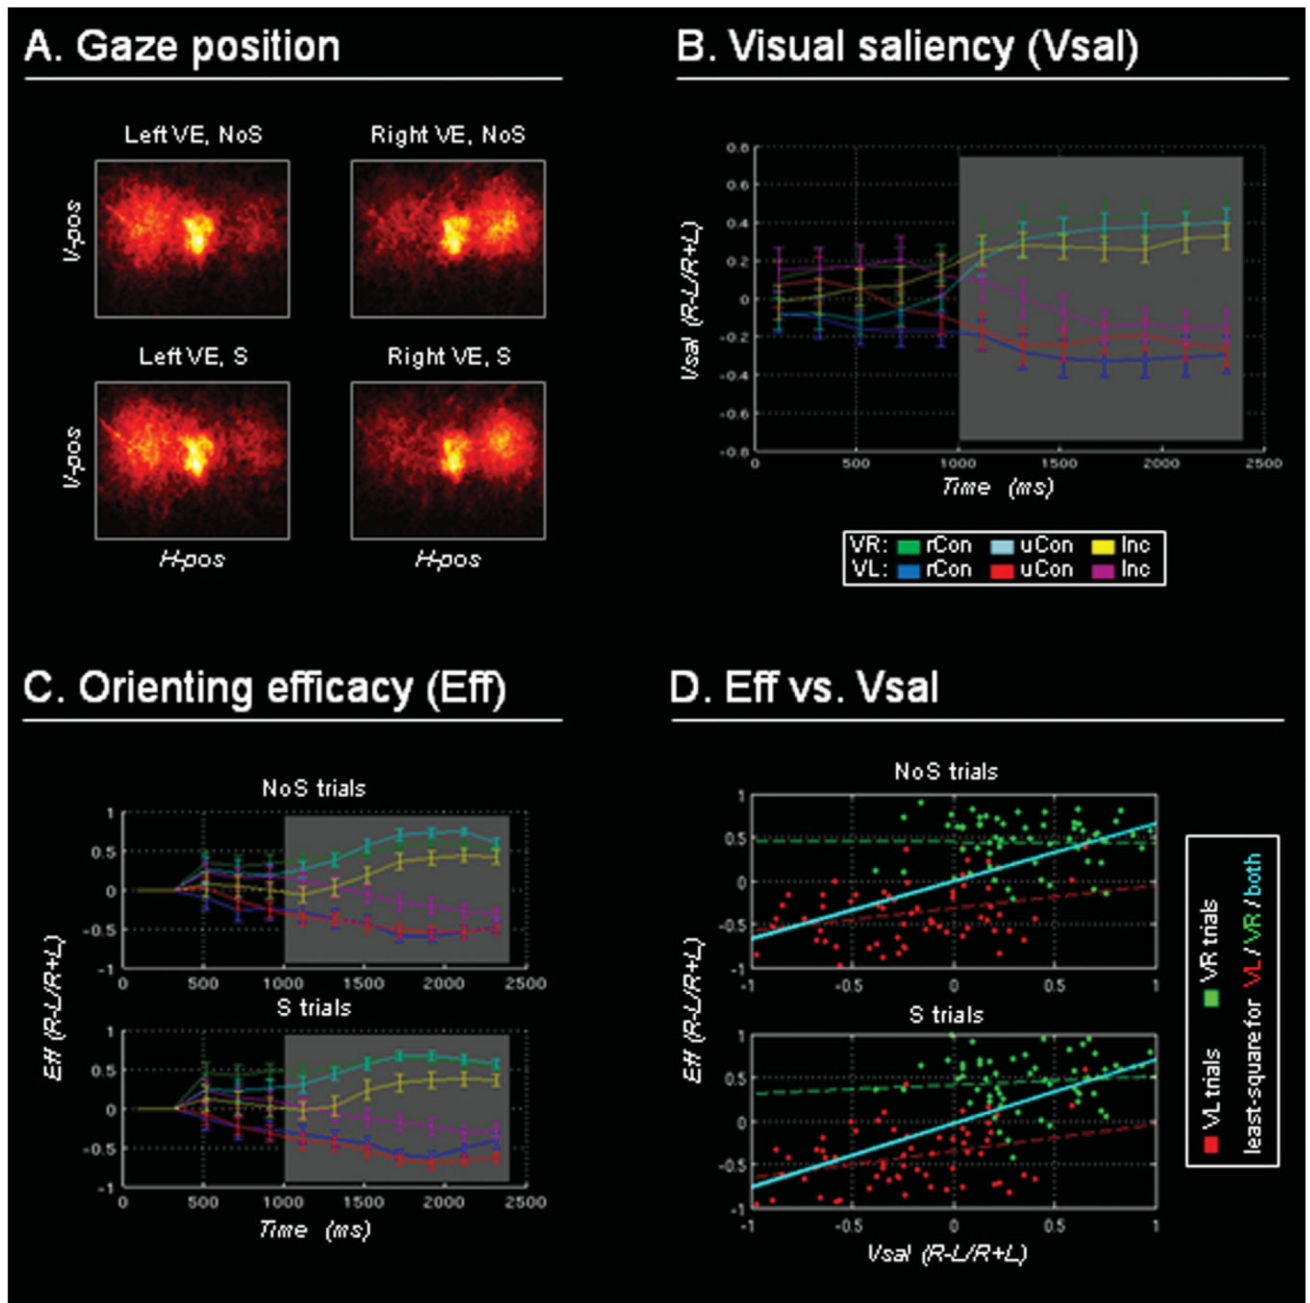 A. Gaze position
Left VE, NoS
Right VE, NoS
V-pos
Left VE, S
Right VE, S
V-pos
H-pos
H-pos
B. Visual saliency (Vsal)
Vsal (R-L/R+L)
0.8
0.6
0.4
0.2
0
-0.2
-0.4
-0.6
-0.8
0
500
1000
1500
2000
2500
Time (ms)
VR: rCon uCon Inc
VL: rCon uCon Inc
C. Orienting efficacy (Eff)
NoS trials
1
0.5
0
-0.5
-1
0
500
1000
1500
2000
2500
S trials
Eff (R-L/R+L)
1
0.5
0
-0.5
-1
0
500
1000
1500
2000
2500
Time (ms)
D. Eff vs. Vsal
NoS trials
1
0.5
0
-0.5
-1
-1
-0.5
0
0.5
1
S trials
Eff (R-L/R+L)
1
0.5
0
-0.5
-1
-1
-0.5
0
0.5
1
Vsal (R-L/R+L)
VL trials VR trials
least-square for VL / VR / both